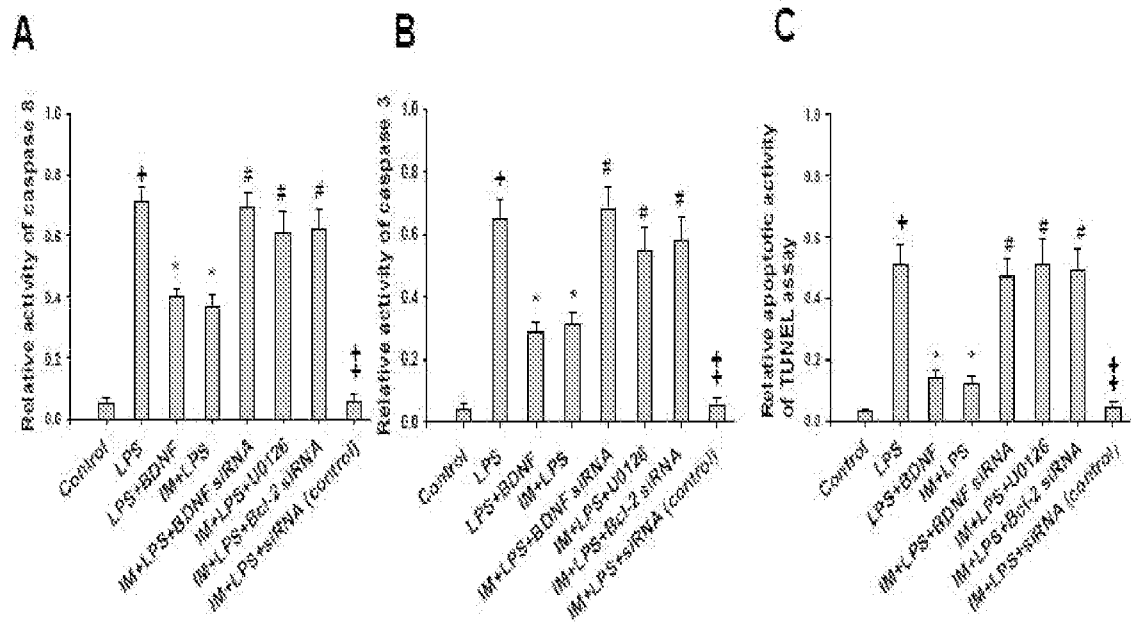 A
B
C
Relative activity of caspase 8
1.0
0.8
0.6
0.4
0.2
0.0
‡
*
*
#
#
#
‡
Control
LPS
LPS+BDNF
IM+LPS
IM+LPS+BDNF siRNA
IM+LPS+U0126
IM+LPS+Bcl-2 siRNA
IM+LPS+siRNA (control)
Relative activity of caspase 3
1.0
0.8
0.6
0.4
0.2
0.0
*
*
#
#
#
‡
Control
LPS
LPS+BDNF
IM+LPS
IM+LPS+BDNF siRNA
IM+LPS+U0126
IM+LPS+Bcl-2 siRNA
IM+LPS+siRNA (control)
Relative apoptotic activity
of TUNEL assay
1.0
0.8
0.6
0.4
0.2
0.0
*
*
#
#
#
‡
Control
LPS
LPS+BDNF
IM+LPS
IM+LPS+BDNF siRNA
IM+LPS+U0126
IM+LPS+Bcl-2 siRNA
IM+LPS+siRNA (control)